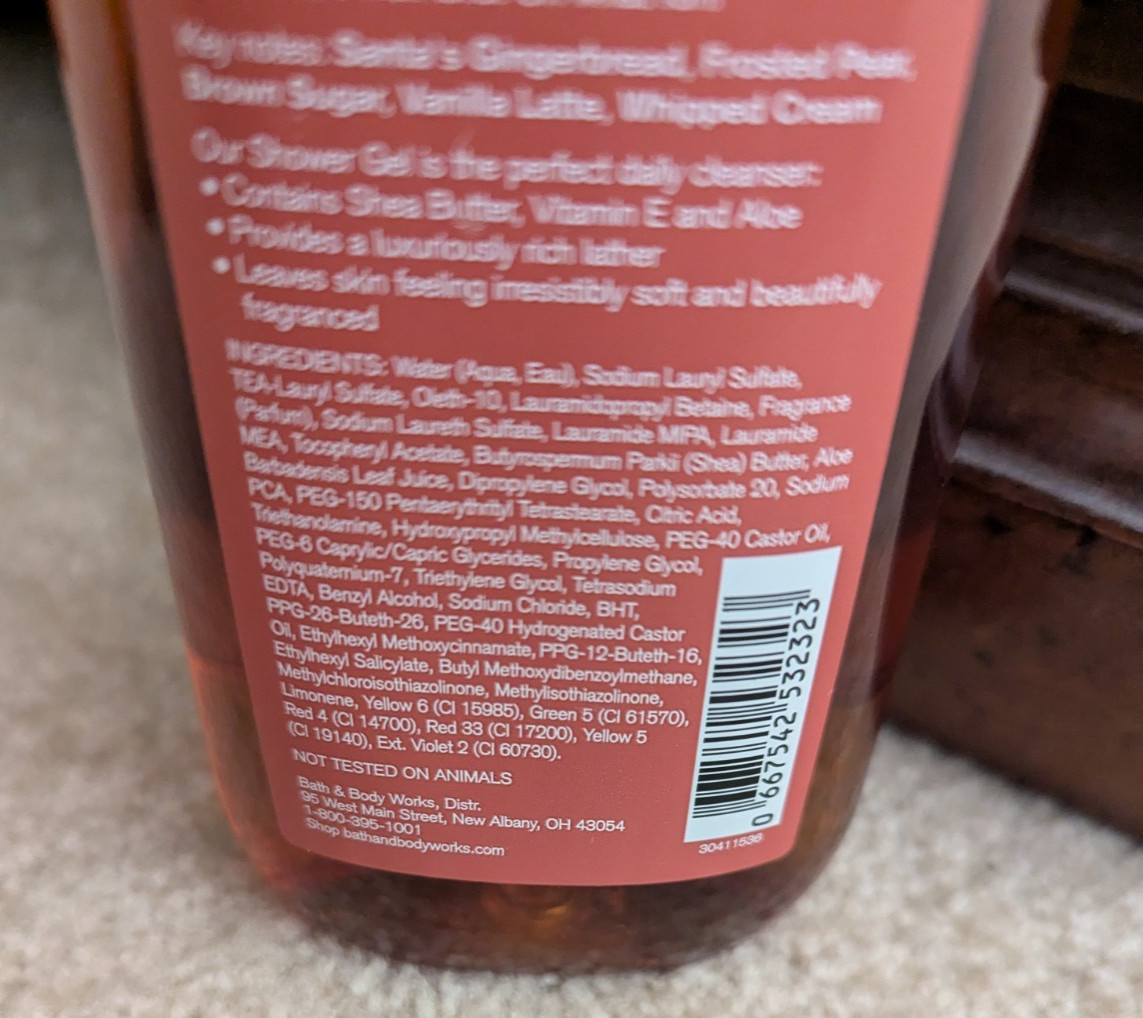 Key notes: Santa's Gingerbread, Frosted Pear,
Brown Sugar, Vanilla Latte, Whipped Cream
Our Shower Gel is the perfect daily cleanser:
• Contains Shea Butter, Vitamin E and Aloe
• Provides a luxuriously rich lather
• Leaves skin feeling irresistibly soft and beautifully
fragranced
INGREDIENTS: Water (Aqua, Eau), Sodium Lauryl Sulfate,
TEA-Lauryl Sulfate, Oleth-10, Lauramidopropyl Betaine, Fragrance
(Parfum), Sodium Laureth Sulfate, Lauramide MIPA, Lauramide
MEA, Tocopheryl Acetate, Butyrospermum Parkii (Shea) Butter, Aloe
Barbadensis Leaf Juice, Dipropylene Glycol, Polysorbate 20, Sodium
PCA, PEG-150 Pentaerythrityl Tetrastearate, Citric Acid,
Triethanolamine, Hydroxypropyl Methylcellulose, PEG-40 Castor Oil,
PEG-6 Caprylic/Capric Glycerides, Propylene Glycol,
Polyquaternium-7, Triethylene Glycol, Tetrasodium
EDTA, Benzyl Alcohol, Sodium Chloride, BHT,
PPG-26-Buteth-26, PEG-40 Hydrogenated Castor
Oil, Ethylhexyl Methoxycinnamate, PPG-12-Buteth-16,
Ethylhexyl Salicylate, Butyl Methoxydibenzoylmethane,
Methylchloroisothiazolinone, Methylisothiazolinone,
Limonene, Yellow 6 (CI 15985), Green 5 (CI 61570),
Red 4 (CI 14700), Red 33 (CI 17200), Yellow 5
(CI 19140), Ext. Violet 2 (CI 60730).
NOT TESTED ON ANIMALS
Bath & Body Works, Distr.
95 West Main Street, New Albany, OH 43054
1-800-395-1001
Shop bathandbodyworks.com
0 667542 532323
30411536